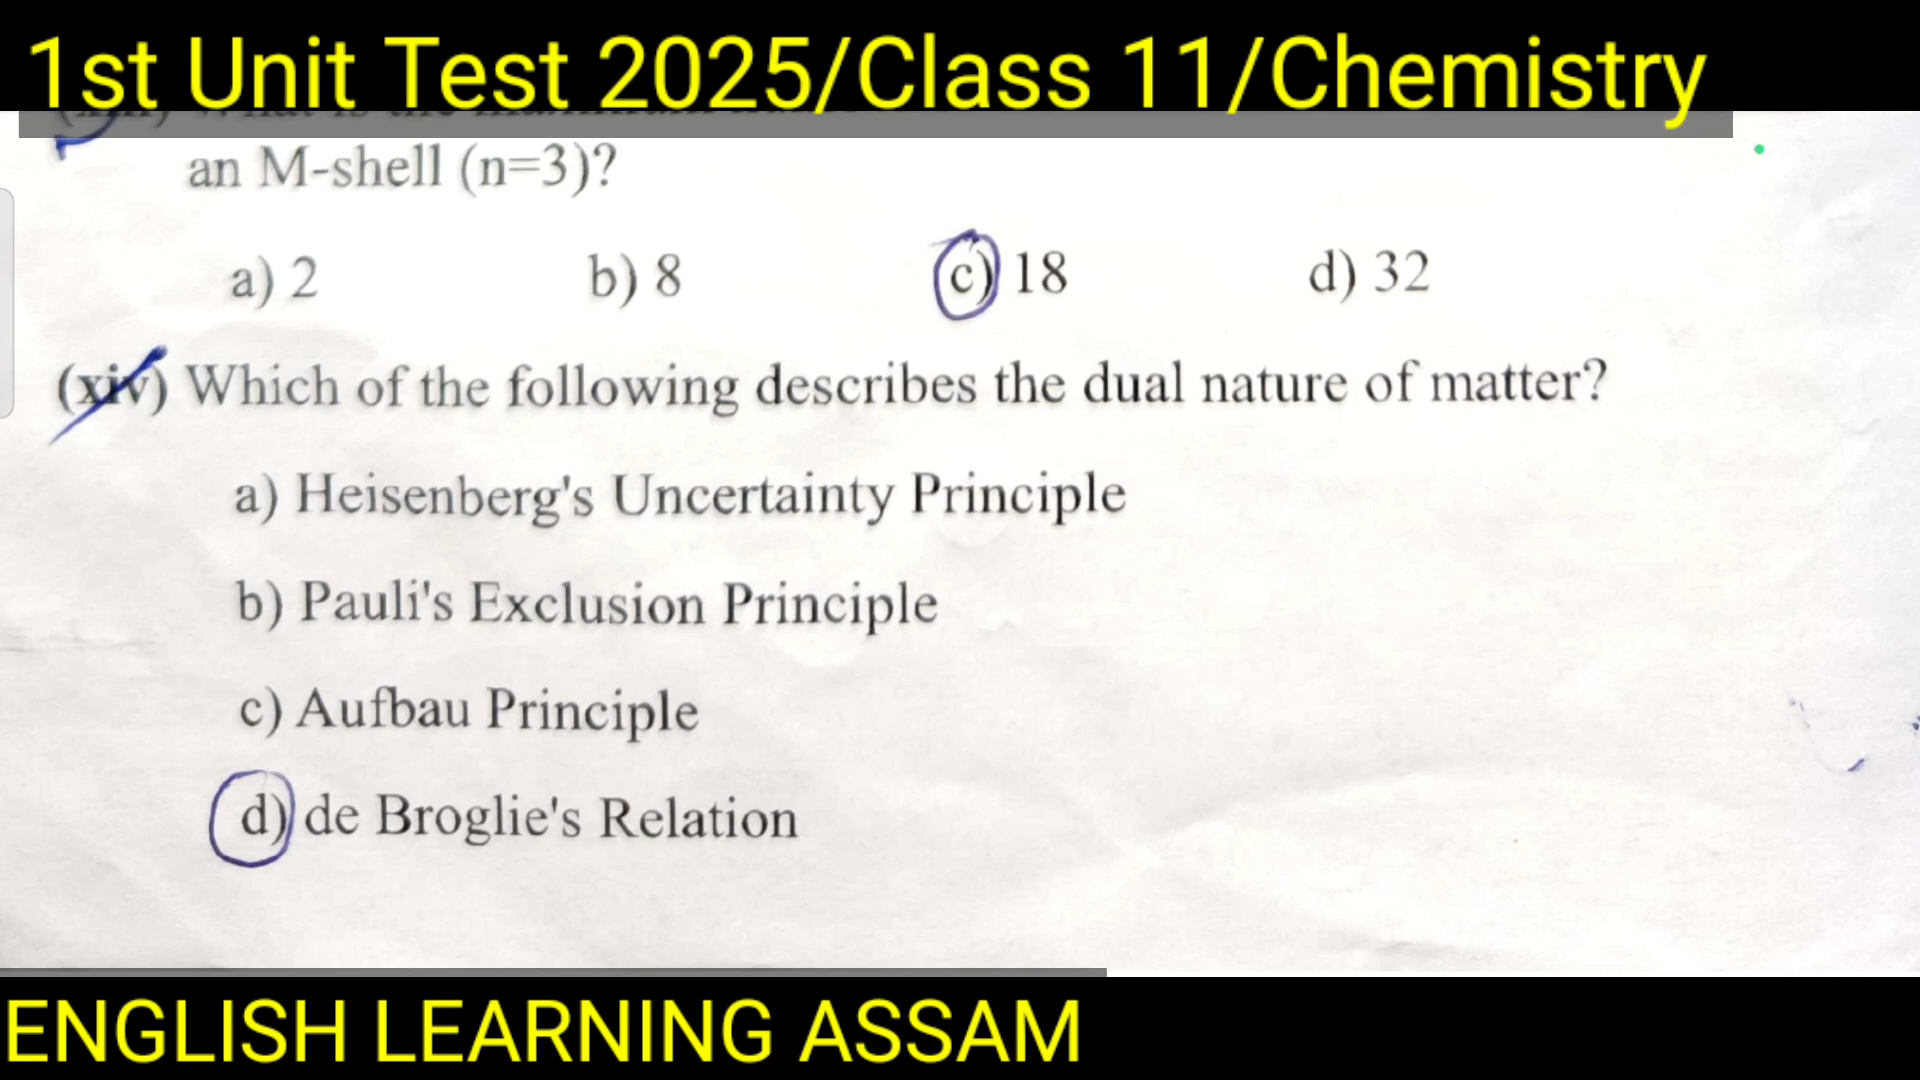 1st Unit Test 2025/Class 11/Chemistry
an M-shell (n=3)?
a) 2 b) 8 c) 18 d) 32
(xiv) Which of the following describes the dual nature of matter?
a) Heisenberg's Uncertainty Principle
b) Pauli's Exclusion Principle
c) Aufbau Principle
d) de Broglie's Relation
ENGLISH LEARNING ASSAM